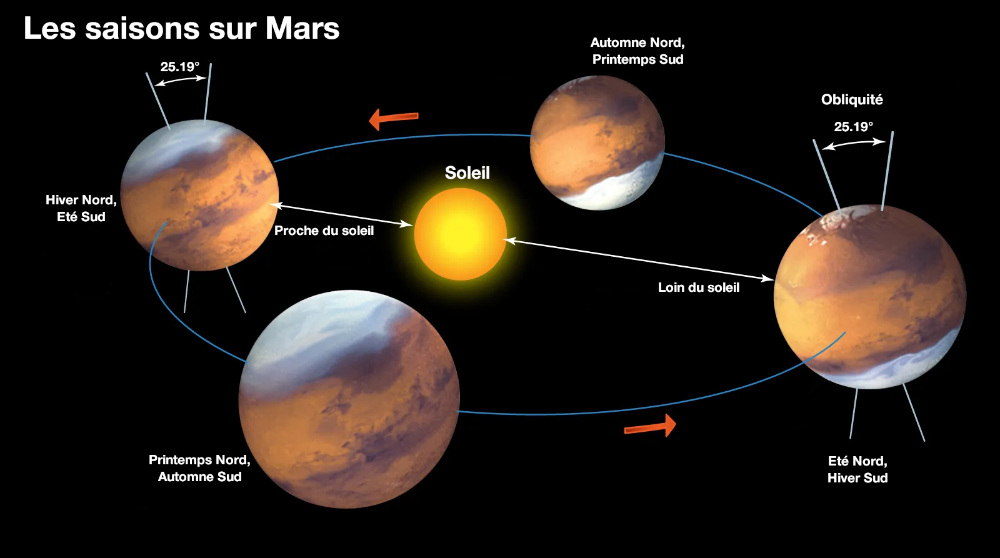 Les saisons sur Mars
Automne Nord,
Printemps Sud
25.19°
Obliquité
25.19°
Soleil
Hiver Nord,
Eté Sud
Proche du soleil
Loin du soleil
Printemps Nord,
Automne Sud
Eté Nord,
Hiver Sud